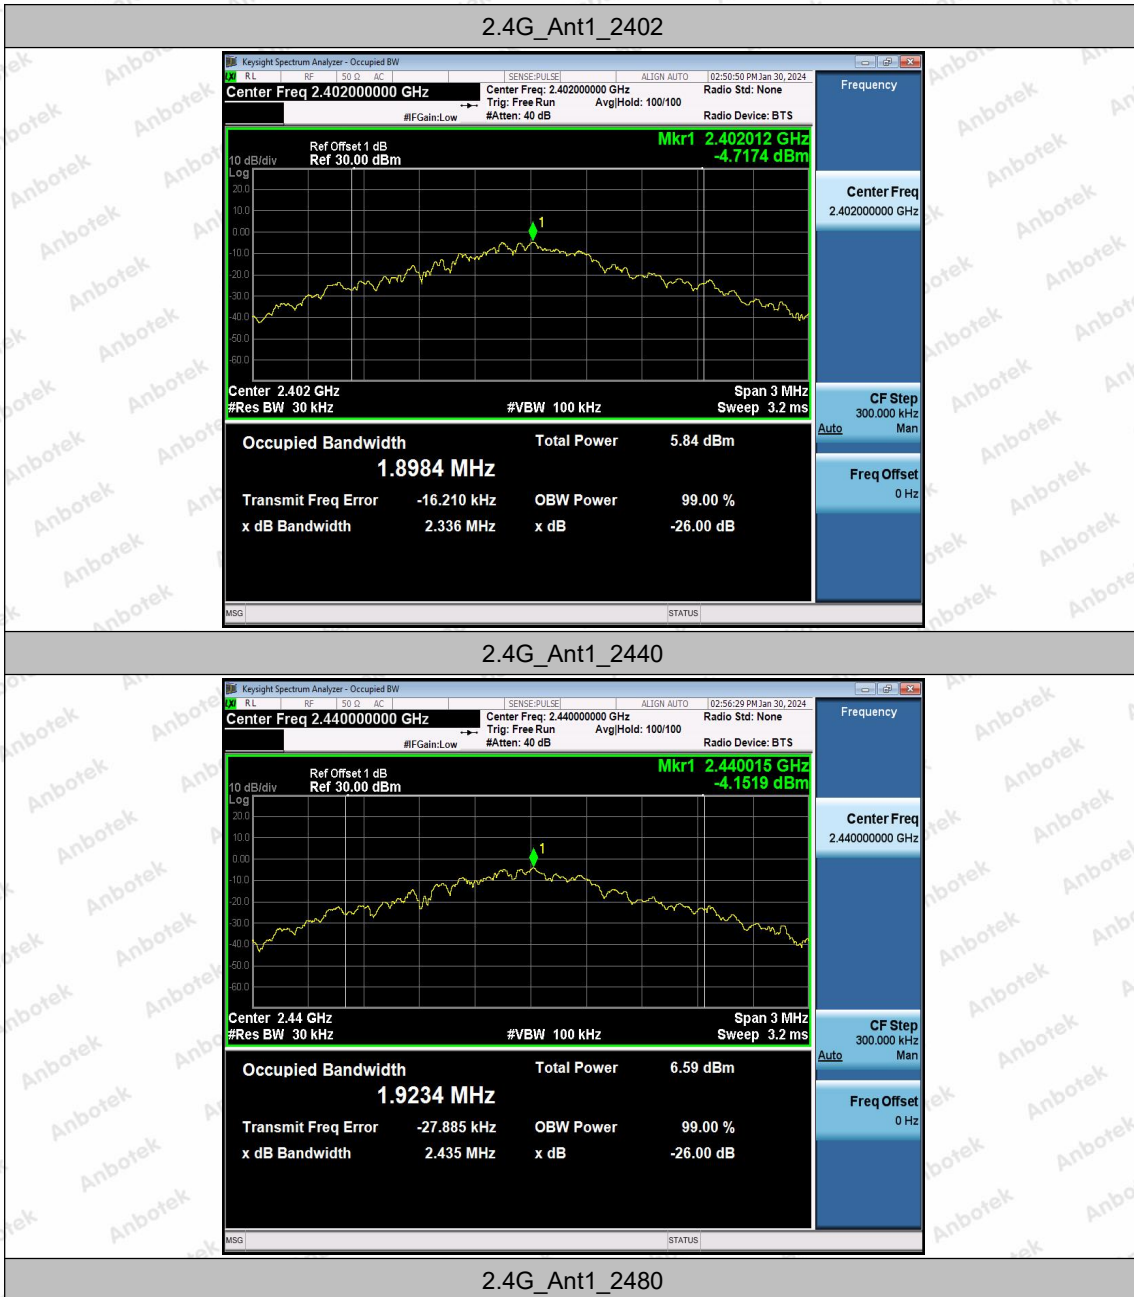 2.4G_Ant1_2402
Keysight Spectrum Analyzer - Occupied BW
LXI RL RF 50 Ω AC SENSE:PULSE ALIGN AUTO 02:50:50 PM Jan 30, 2024
Center Freq 2.402000000 GHz Center Freq: 2.402000000 GHz Radio Std: None Frequency
Trig: Free Run Avg|Hold: 100/100
#IFGain:Low #Atten: 40 dB Radio Device: BTS
Mkr1 2.402012 GHz
Ref Offset 1 dB
10 dB/div Ref 30.00 dBm -4.7174 dBm
Log
20.0
10.0
0.00
-10.0
-20.0
-30.0
-40.0
-50.0
-60.0
1
Center Freq
2.402000000 GHz
Center 2.402 GHz Span 3 MHz
#Res BW 30 kHz #VBW 100 kHz Sweep 3.2 ms
CF Step
300.000 kHz
Auto Man
Occupied Bandwidth Total Power 5.84 dBm
1.8984 MHz
Freq Offset
0 Hz
Transmit Freq Error -16.210 kHz OBW Power 99.00 %
x dB Bandwidth 2.336 MHz x dB -26.00 dB
MSG STATUS
2.4G_Ant1_2440
Keysight Spectrum Analyzer - Occupied BW
LXI RL RF 50 Ω AC SENSE:PULSE ALIGN AUTO 02:56:29 PM Jan 30, 2024
Center Freq 2.440000000 GHz Center Freq: 2.440000000 GHz Radio Std: None Frequency
Trig: Free Run Avg|Hold: 100/100
#IFGain:Low #Atten: 40 dB Radio Device: BTS
Mkr1 2.440015 GHz
Ref Offset 1 dB
10 dB/div Ref 30.00 dBm -4.1519 dBm
Log
20.0
10.0
0.00
-10.0
-20.0
-30.0
-40.0
-50.0
-60.0
1
Center Freq
2.440000000 GHz
Center 2.44 GHz Span 3 MHz
#Res BW 30 kHz #VBW 100 kHz Sweep 3.2 ms
CF Step
300.000 kHz
Auto Man
Occupied Bandwidth Total Power 6.59 dBm
1.9234 MHz
Freq Offset
0 Hz
Transmit Freq Error -27.885 kHz OBW Power 99.00 %
x dB Bandwidth 2.435 MHz x dB -26.00 dB
MSG STATUS
2.4G_Ant1_2480